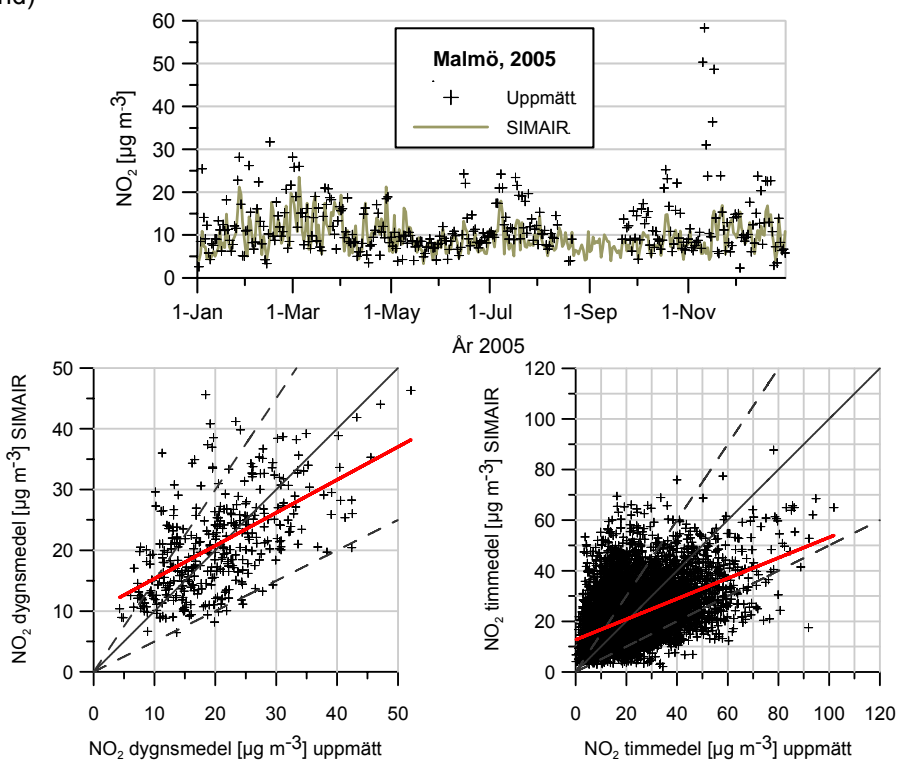 nd)
60
50
40
30
20
10
0
NO2 [µg m-3]
Malmö, 2005
Uppmätt
SIMAIR
1-Jan
1-Mar
1-May
1-Jul
1-Sep
1-Nov
År 2005
50
40
30
20
10
0
NO2 dygnsmedel [µg m-3] SIMAIR
0
10
20
30
40
50
NO2 dygnsmedel [µg m-3] uppmätt
120
100
80
60
40
20
0
NO2 timmedel [µg m-3] SIMAIR
0
20
40
60
80
100
120
NO2 timmedel [µg m-3] uppmätt